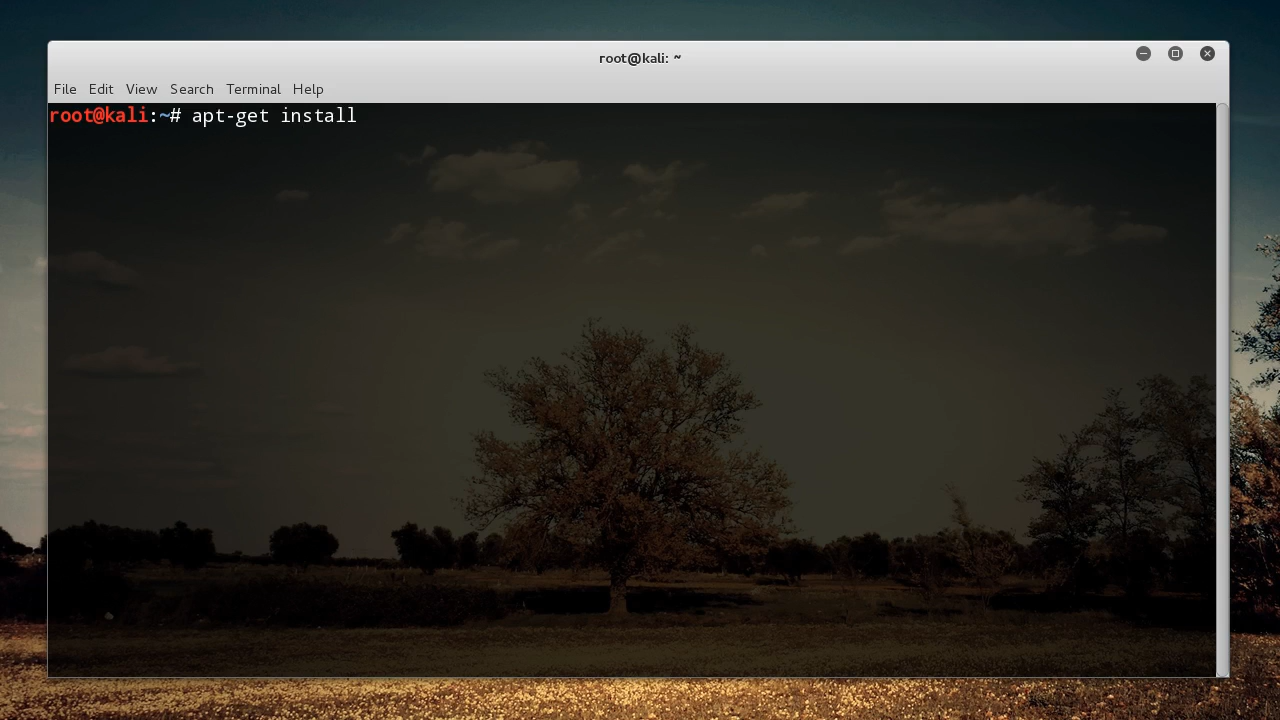 root@kali: ~
File Edit View Search Terminal Help
root@kali:~# apt-get install